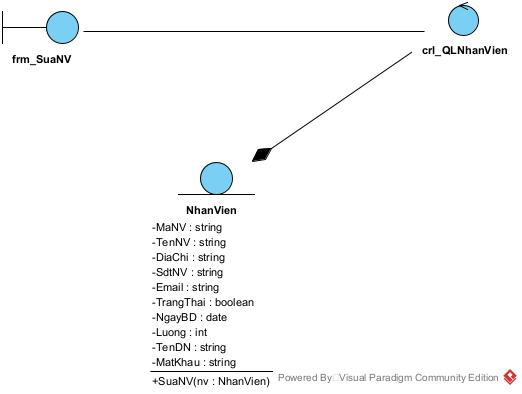 frm_SuaNV
crl_QLNhanVien
NhanVien
-MaNV : string
-TenNV : string
-DiaChi : string
-SdtNV : string
-Email : string
-TrangThai : boolean
-NgayBD : date
-Luong : int
-TenDN : string
-MatKhau : string
+SuaNV(nv : NhanVien)
Powered By Visual Paradigm Community Edition